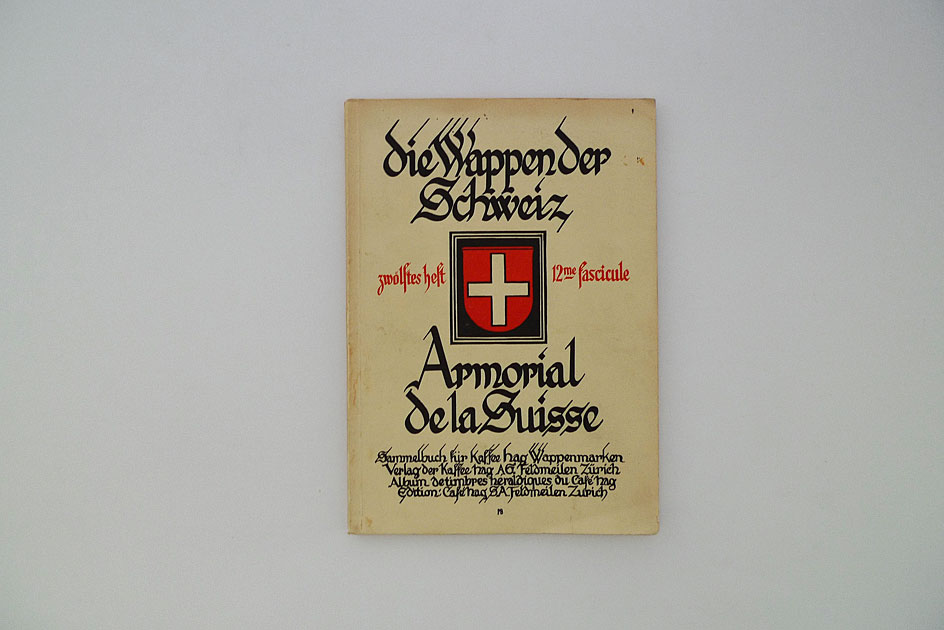 die Wappen der
Schweiz
zwölftes heft
12me fascicule
Armorial
de la Suisse
Sammelbuch für Kaffee hag Wappenmarken
Verlag der Kaffee hag A.G. Feldmeilen Zürich
Album de timbres heraldiques du Café hag
Edition: Café hag S.A. Feldmeilen Zurich